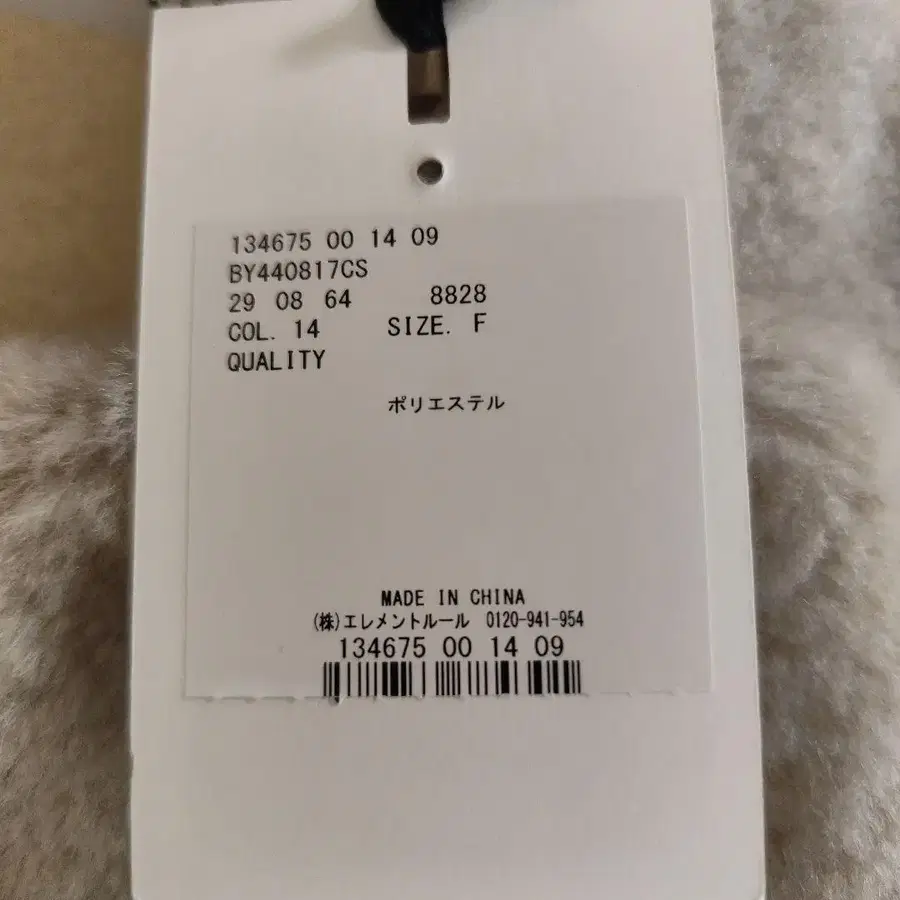 134675 00 14 09
BY440817CS
29 08 64 8828
COL. 14 SIZE. F
QUALITY
ポリエステル
MADE IN CHINA
(株)エレメントルール 0120-941-954
134675 00 14 09